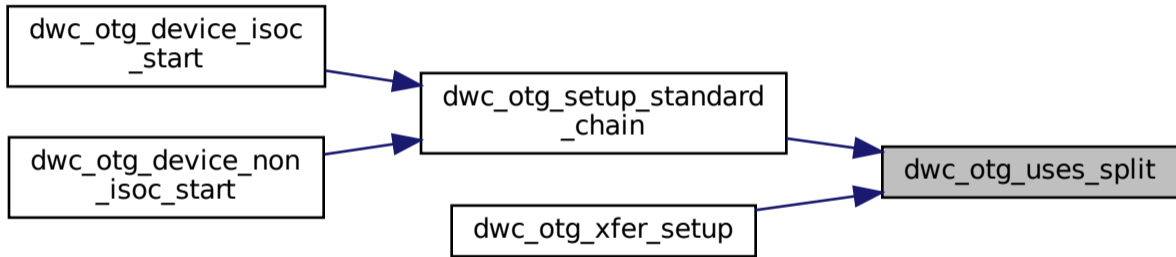 dwc_otg_device_isoc
_start
dwc_otg_setup_standard
_chain
dwc_otg_device_non
_isoc_start
dwc_otg_uses_split
dwc_otg_xfer_setup